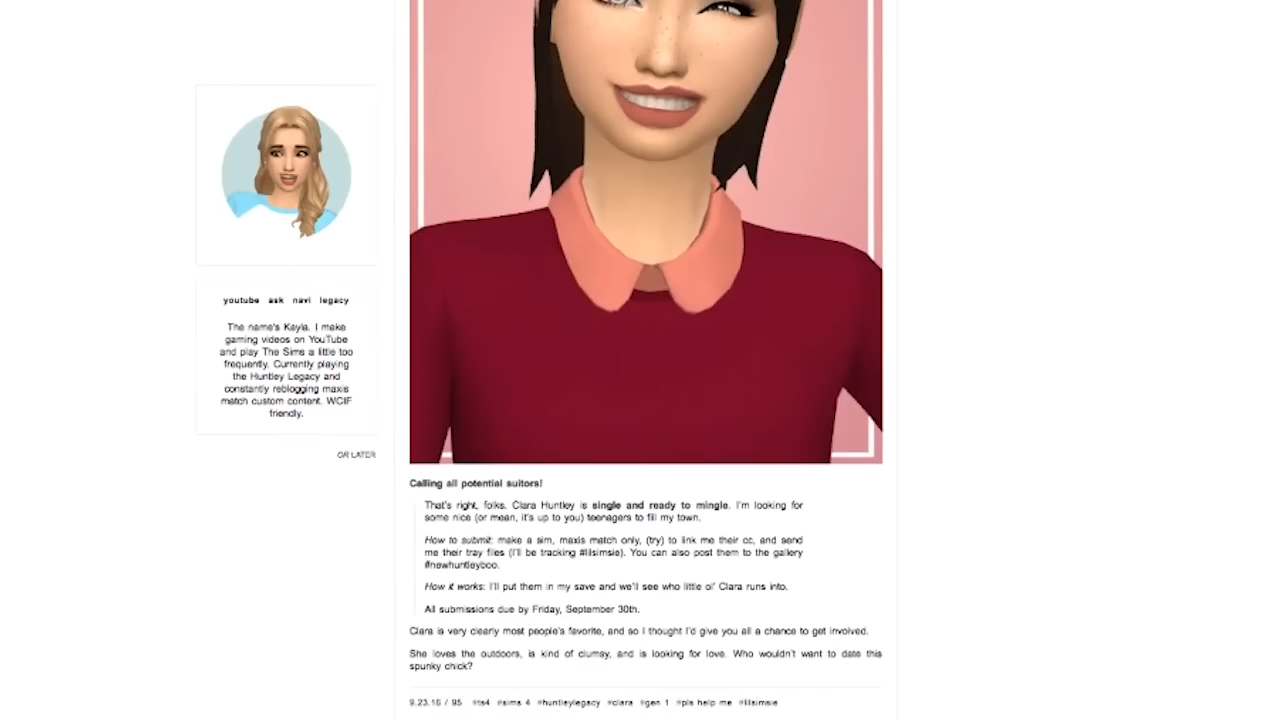 youtube ask navi legacy
The name's Kayla. I make
gaming videos on YouTube
and play The Sims a little too
frequently. Currently playing
the Huntley Legacy and
constantly reblogging maxis
match custom content. WCIF
friendly.
OR LATER
Calling all potential suitors!
That's right, folks. Clara Huntley is single and ready to mingle. I'm looking for
some nice (or mean, it's up to you) teenagers to fill my town.
How to submit: make a sim, maxis match only, (try) to link me their cc, and send
me their tray files (I'll be tracking #lilsimsie). You can also post them to the gallery
#newhuntleyboo.
How it works: I'll put them in my save and we'll see who little ol' Clara runs into.
All submissions due by Friday, September 30th.
Clara is very clearly most people's favorite, and so I thought I'd give you all a chance to get involved.
She loves the outdoors, is kind of clumsy, and is looking for love. Who wouldn't want to date this
spunky chick?
9.23.16 / 95 #ts4 #sims 4 #huntleylegacy #clara #gen 1 #pls help me #lilsimsie